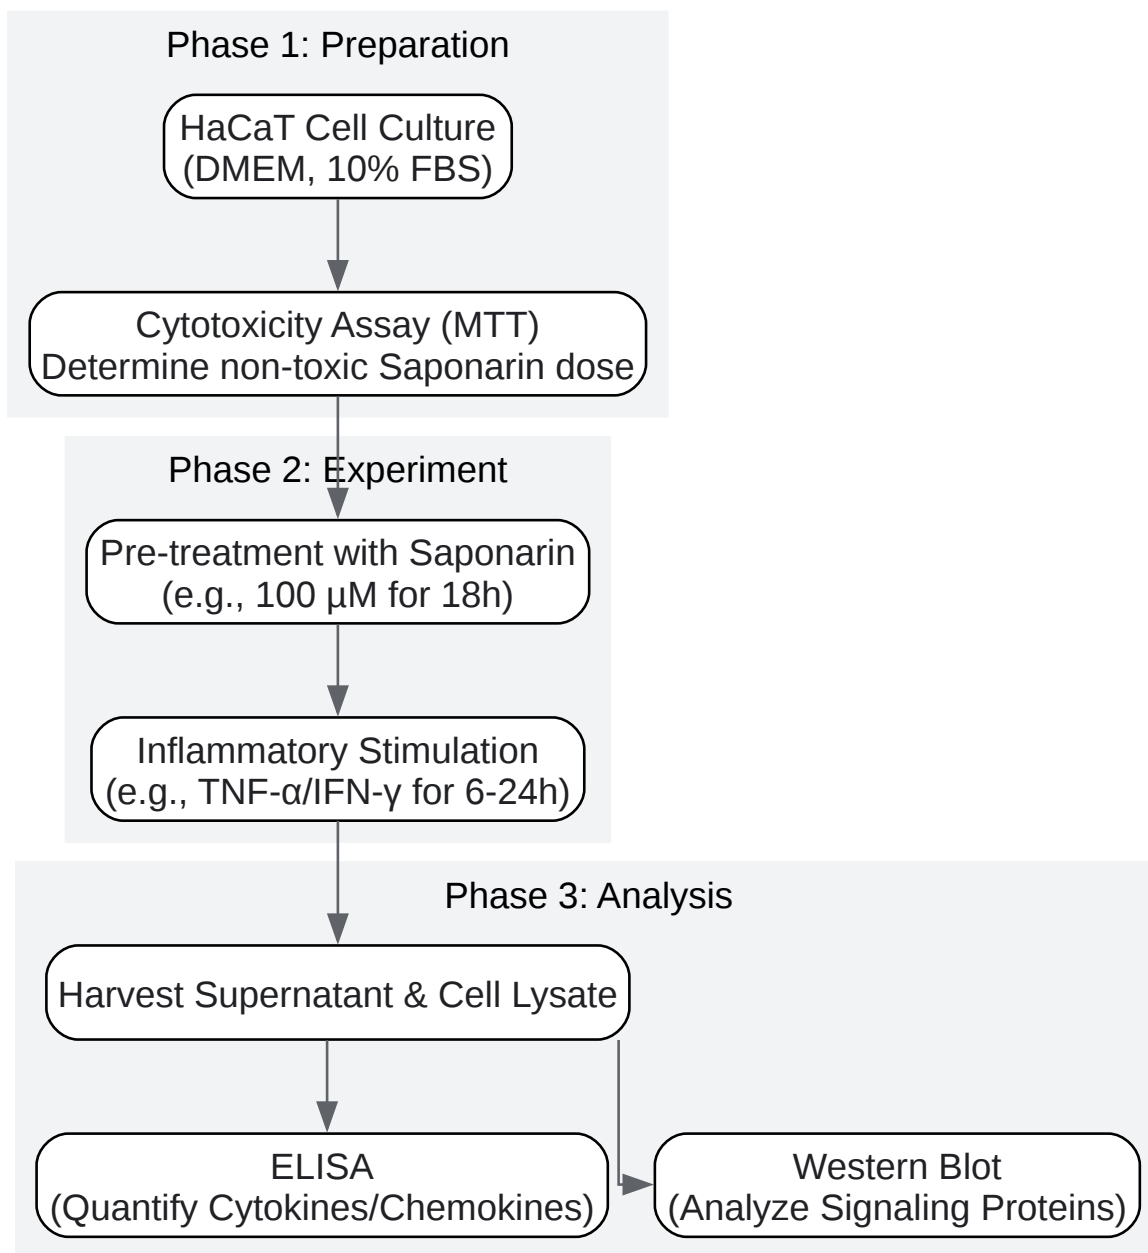 Phase 1: Preparation
HaCaT Cell Culture
(DMEM, 10% FBS)
Cytotoxicity Assay (MTT)
Determine non-toxic Saponarin dose
Phase 2: Experiment
Pre-treatment with Saponarin
(e.g., 100 µM for 18h)
Inflammatory Stimulation
(e.g., TNF-α/IFN-γ for 6-24h)
Phase 3: Analysis
Harvest Supernatant & Cell Lysate
ELISA
(Quantify Cytokines/Chemokines)
Western Blot
(Analyze Signaling Proteins)